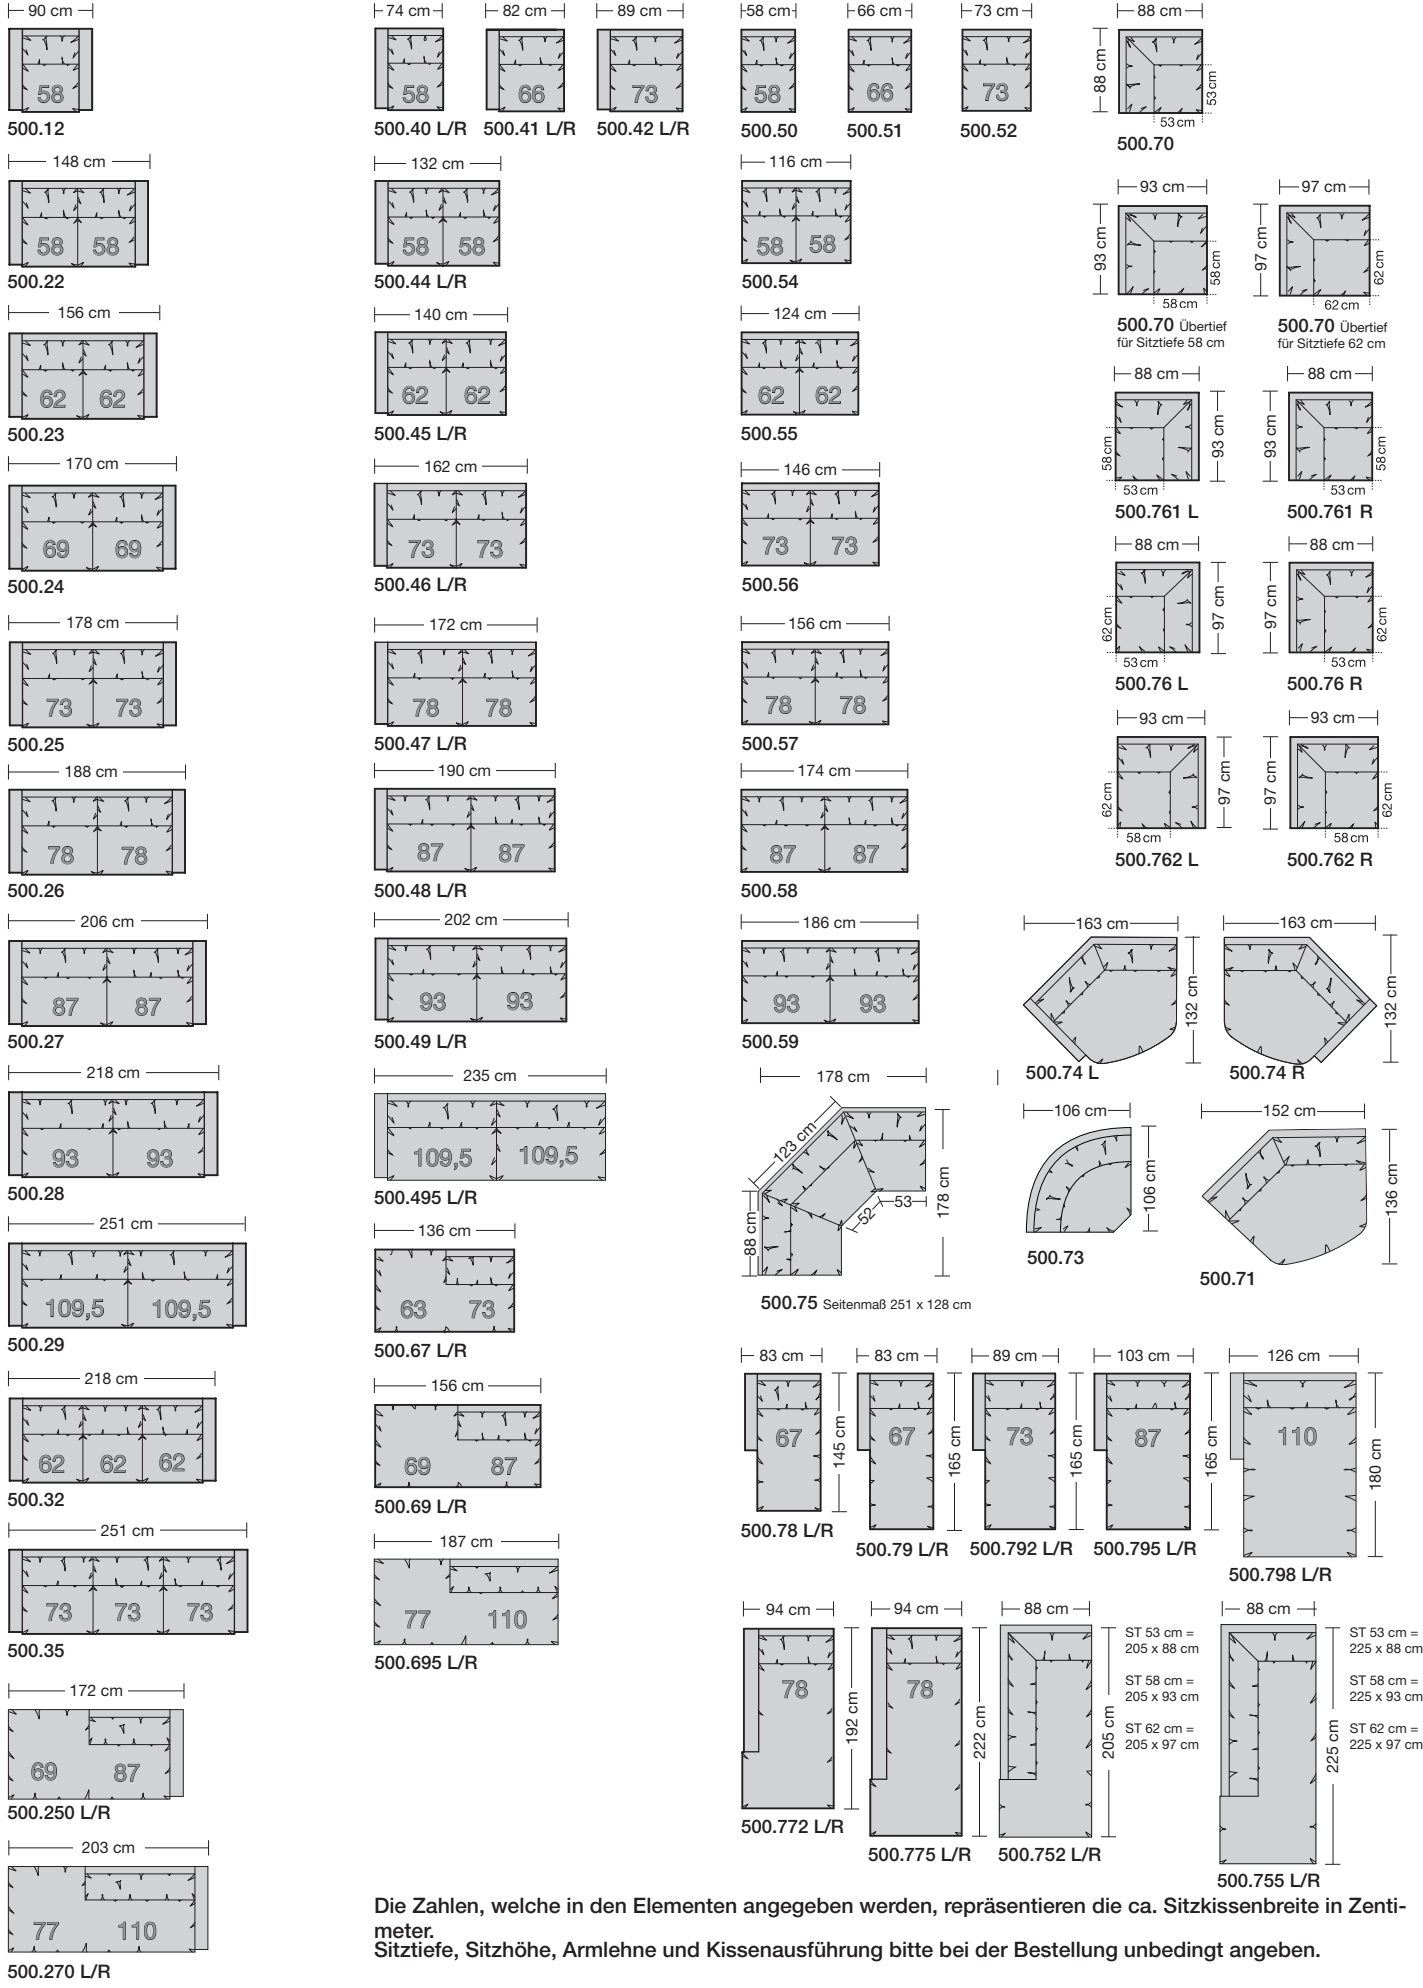 90 cm
58
500.12
148 cm
58 58
500.22
156 cm
62 62
500.23
170 cm
69 69
500.24
178 cm
73 73
500.25
188 cm
78 78
500.26
206 cm
87 87
500.27
218 cm
93 93
500.28
251 cm
109,5 109,5
500.29
218 cm
62 62 62
500.32
251 cm
73 73 73
500.35
172 cm
69 87
500.250 L/R
203 cm
77 110
500.270 L/R
74 cm 82 cm 89 cm
58 66 73
500.40 L/R 500.41 L/R 500.42 L/R
132 cm
58 58
500.44 L/R
140 cm
62 62
500.45 L/R
162 cm
73 73
500.46 L/R
172 cm
78 78
500.47 L/R
190 cm
87 87
500.48 L/R
202 cm
93 93
500.49 L/R
235 cm
109,5 109,5
500.495 L/R
136 cm
63 73
500.67 L/R
156 cm
69 87
500.69 L/R
187 cm
77 110
500.695 L/R
58 cm 66 cm 73 cm
58 66 73
500.50 500.51 500.52
116 cm
58 58
500.54
124 cm
62 62
500.55
146 cm
73 73
500.56
156 cm
78 78
500.57
174 cm
87 87
500.58
186 cm
93 93
500.59
88 cm
88 cm
53 cm
53 cm
500.70
93 cm 97 cm
93 cm 58 cm 97 cm 62 cm
58 cm 62 cm
500.70 Übertief 500.70 Übertief
für Sitztiefe 58 cm für Sitztiefe 62 cm
88 cm 88 cm
58 cm 93 cm 93 cm 58 cm
53 cm 53 cm
500.761 L 500.761 R
88 cm 88 cm
62 cm 97 cm 97 cm 62 cm
53 cm 53 cm
500.76 L 500.76 R
93 cm 93 cm
62 cm 97 cm 97 cm 62 cm
58 cm 58 cm
500.762 L 500.762 R
163 cm 163 cm
132 cm 132 cm
500.74 L 500.74 R
178 cm
123 cm
88 cm
52
53
178 cm
500.75 Seitenmaß 251 x 128 cm
106 cm
106 cm
500.73
152 cm
136 cm
500.71
83 cm 83 cm 89 cm 103 cm 126 cm
67 67 73 87 110
145 cm 165 cm 165 cm 165 cm 180 cm
500.78 L/R 500.79 L/R 500.792 L/R 500.795 L/R 500.798 L/R
94 cm 94 cm 88 cm 88 cm
78 78
192 cm 222 cm 205 cm 225 cm
ST 53 cm =
205 x 88 cm
ST 58 cm =
205 x 93 cm
ST 62 cm =
205 x 97 cm
ST 53 cm =
225 x 88 cm
ST 58 cm =
225 x 93 cm
ST 62 cm =
225 x 97 cm
500.772 L/R 500.775 L/R 500.752 L/R 500.755 L/R
Die Zahlen, welche in den Elementen angegeben werden, repräsentieren die ca. Sitzkissenbreite in Zenti-
meter.
Sitztiefe, Sitzhöhe, Armlehne und Kissenausführung bitte bei der Bestellung unbedingt angeben.